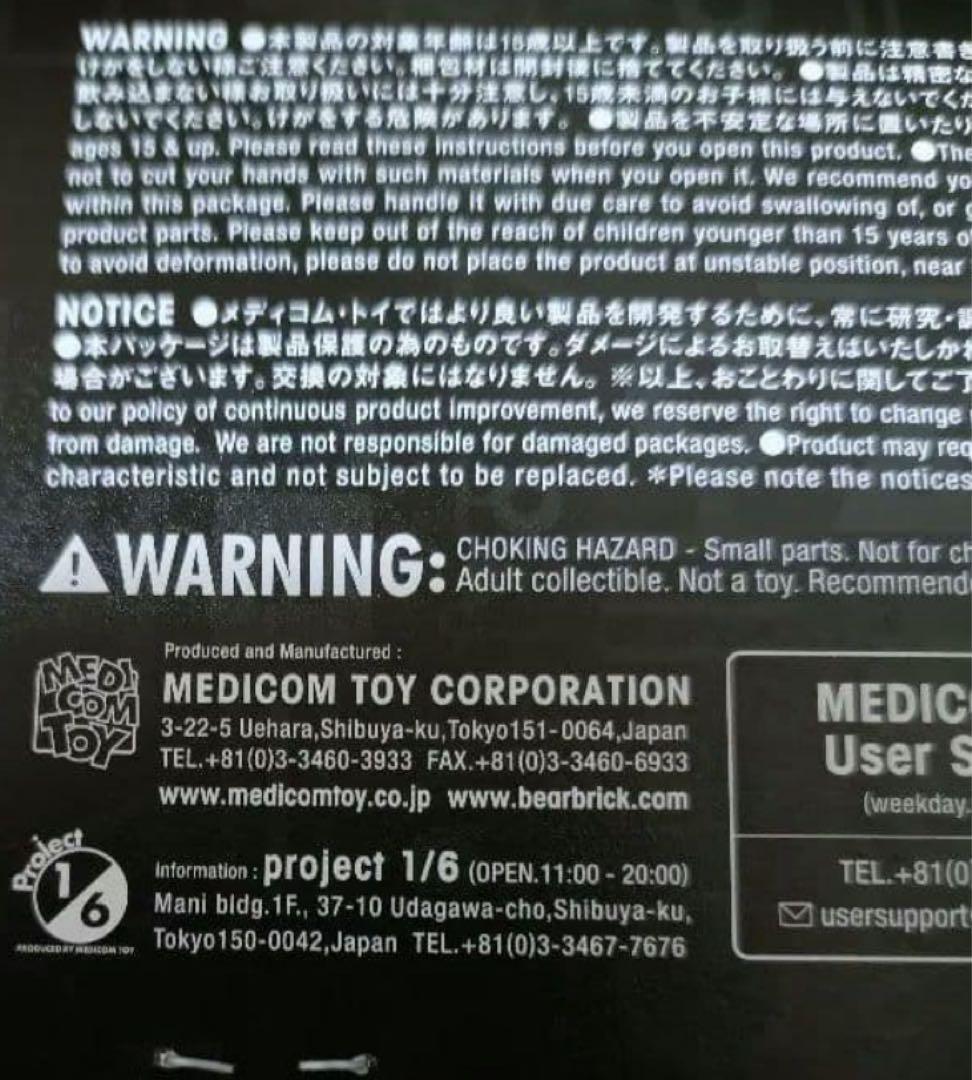 WARNING ●本製品の対象年齢は15歳以上です。製品を取り扱う前に注意書き
けがをしない様ご注意ください。梱包材は開封後に捨ててください。 ●製品は精密な
飲み込まない様お取り扱いには十分注意し、15歳未満のお子様には与えないでくだ
しないでください。けがをする危険があります。 ●製品を不安定な場所に置いたり
ages 15 & up. Please read these instructions before you open this product. ●The
not to cut your hands with such materials when you open it. We recommend yo
within this package. Please handle it with due care to avoid swallowing of, or
product parts. Please keep out of the reach of children younger than 15 years o
to avoid deformation, please do not place the product at unstable position, near
NOTICE ●メディコム・トイではより良い製品を開発するために、常に研究・
●本パッケージは製品保護の為のものです。ダメージによるお取替えはいたしか
場合がございます。交換の対象にはなりません。 ※以上、おことわりに関してご了
to our policy of continuous product improvement, we reserve the right to change
from damage. We are not responsible for damaged packages. ●Product may req
characteristic and not subject to be replaced. *Please note the notices
WARNING: CHOKING HAZARD - Small parts. Not for ch
Adult collectible. Not a toy. Recommend
MEDI COM TOY
Produced and Manufactured :
MEDICOM TOY CORPORATION
3-22-5 Uehara,Shibuya-ku,Tokyo151-0064,Japan
TEL.+81(0)3-3460-3933 FAX.+81(0)3-3460-6933
www.medicomtoy.co.jp www.bearbrick.com
Project 1/6
PRODUCED BY MEDICOM TOY
Information : project 1/6 (OPEN.11:00 - 20:00)
Mani bldg.1F., 37-10 Udagawa-cho,Shibuya-ku,
Tokyo150-0042,Japan TEL.+81(0)3-3467-7676
MEDIC
User S
(weekday
TEL.+81(0
usersupport